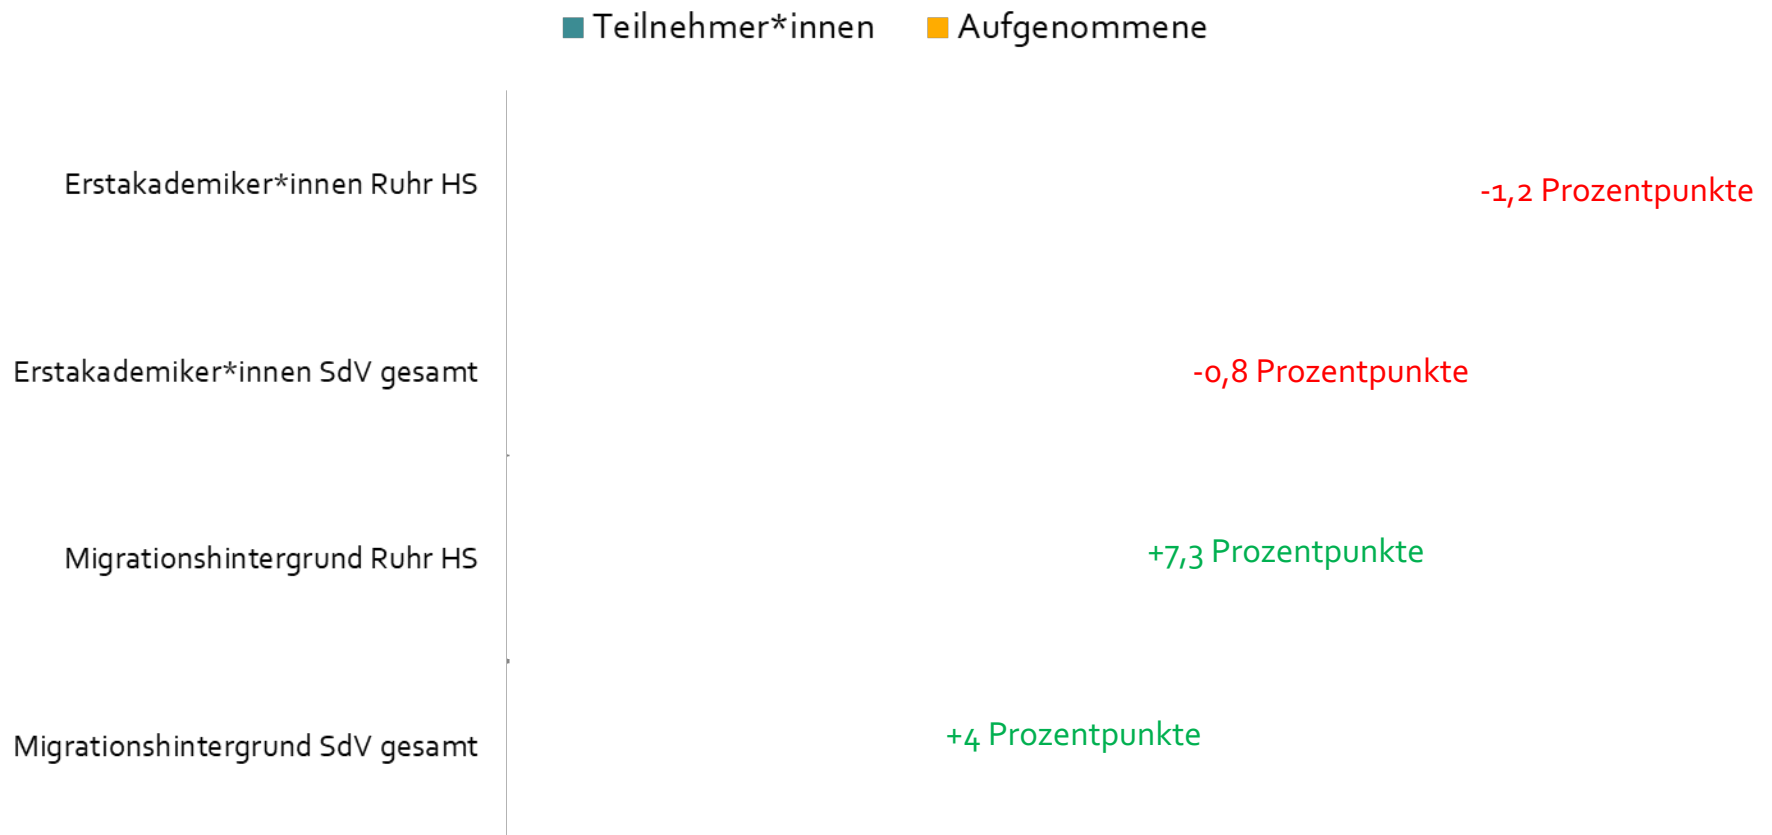 Teilnehmer*innen Aufgenommene
Erstakademiker*innen Ruhr HS -1,2 Prozentpunkte
Erstakademiker*innen SdV gesamt -0,8 Prozentpunkte
Migrationshintergrund Ruhr HS +7,3 Prozentpunkte
Migrationshintergrund SdV gesamt +4 Prozentpunkte